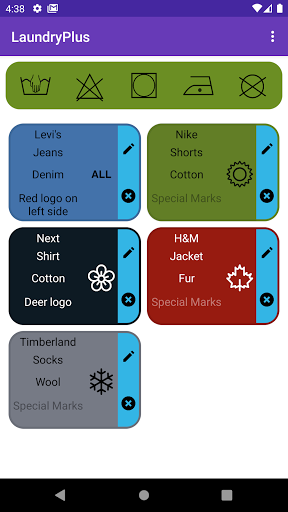 4:38
LaundryPlus
Levi's
Jeans
Denim ALL
Red logo on
left side
Nike
Shorts
Cotton
Special Marks
Next
Shirt
Cotton
Deer logo
H&M
Jacket
Fur
Special Marks
Timberland
Socks
Wool
Special Marks